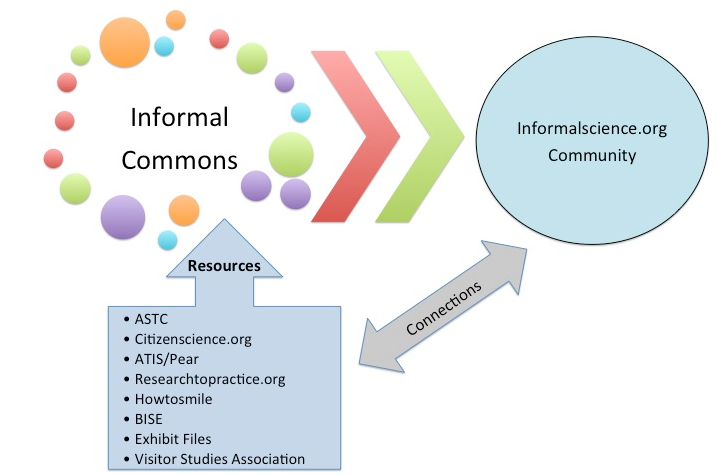 Informal
Commons
Informalscience.org
Community
Resources
Connections
• ASTC
• Citizenscience.org
• ATIS/Pear
• Researchtopractice.org
• Howtosmile
• BISE
• Exhibit Files
• Visitor Studies Association